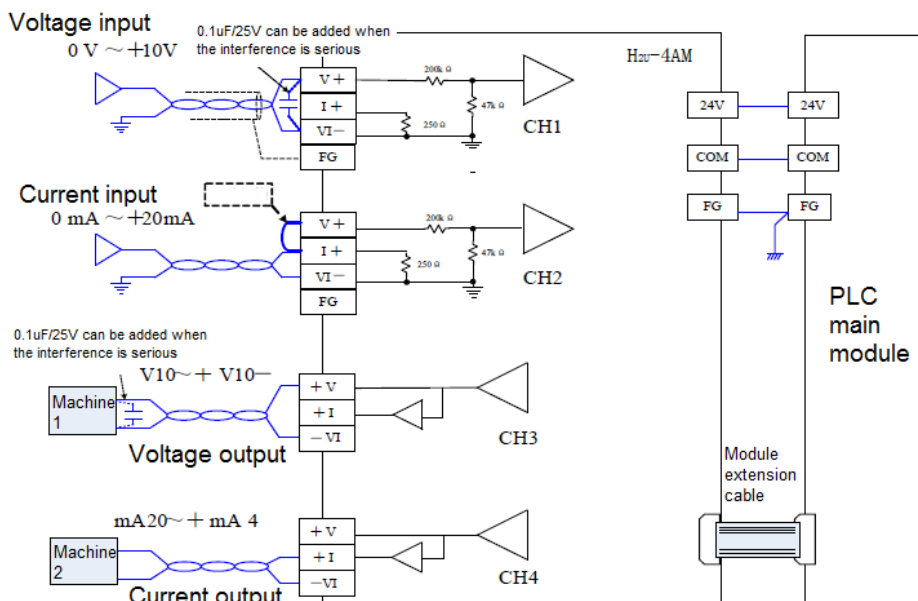 Voltage input
0 V ～ +10V
0.1uF/25V can be added when
the interference is serious
V+
I+
VI−
FG
200k Ω
47k Ω
250 Ω
CH1
H2U-4AM
24V
24V
COM
COM
FG
FG
Current input
0 mA ～ +20mA
V+
I+
VI−
FG
200k Ω
47k Ω
250 Ω
CH2
PLC
main
module
0.1uF/25V can be added when
the interference is serious
V10～+ V10−
Machine
1
+V
+I
−VI
CH3
Voltage output
Module
extension
cable
mA20～+ mA 4
Machine
2
+V
+I
−VI
CH4
Current output